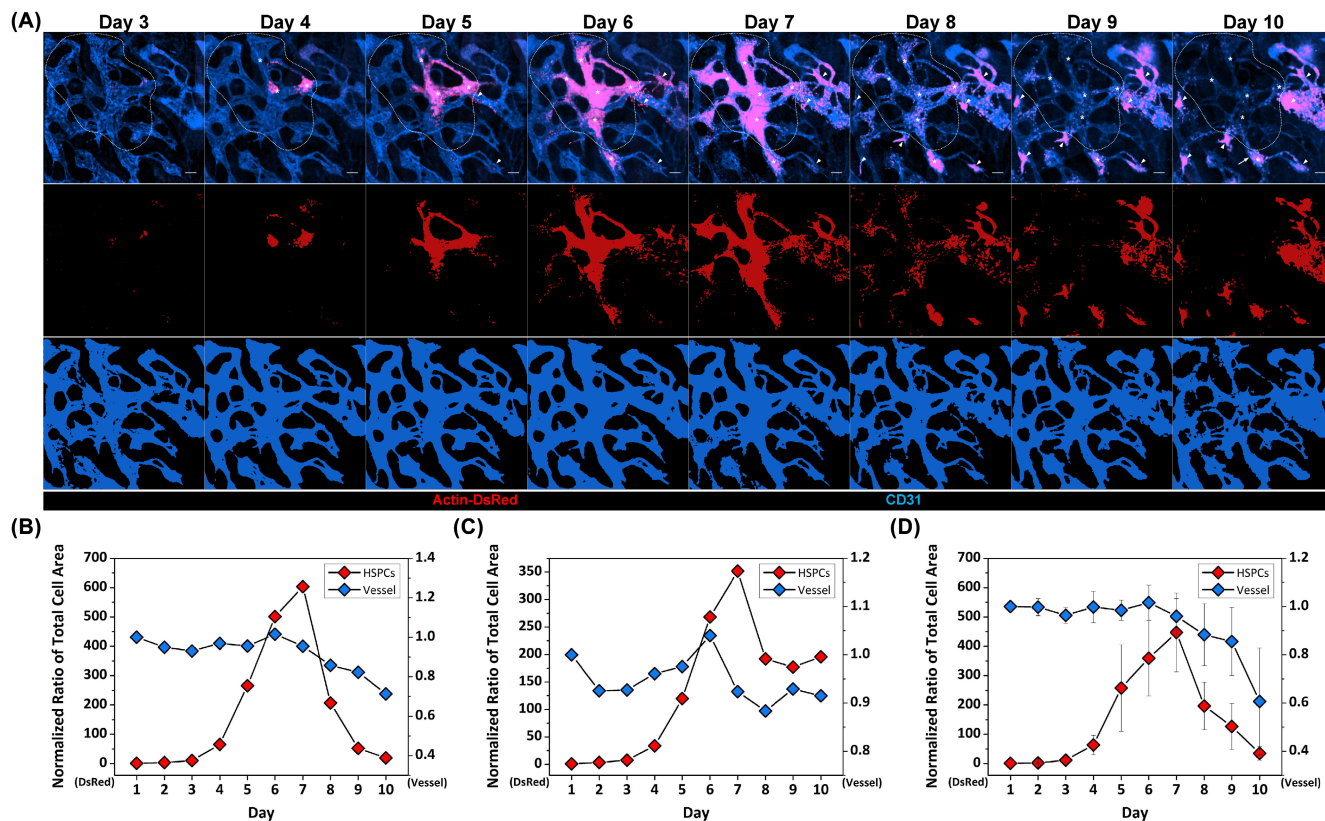 (A)
Day 3 Day 4 Day 5 Day 6 Day 7 Day 8 Day 9 Day 10
Actin-DsRed CD31
(B)
Normalized Ratio of Total Cell Area
700
600
500
400
300
200
100
0
(DsRed)
1.4
1.2
1.0
0.8
0.6
0.4
(Vessel)
HSPCs
Vessel
1 2 3 4 5 6 7 8 9 10
Day
(C)
Normalized Ratio of Total Cell Area
350
300
250
200
150
100
50
0
(DsRed)
1.2
1.1
1.0
0.9
0.8
(Vessel)
HSPCs
Vessel
1 2 3 4 5 6 7 8 9 10
Day
(D)
Normalized Ratio of Total Cell Area
700
600
500
400
300
200
100
0
(DsRed)
1.2
1.0
0.8
0.6
0.4
(Vessel)
HSPCs
Vessel
1 2 3 4 5 6 7 8 9 10
Day